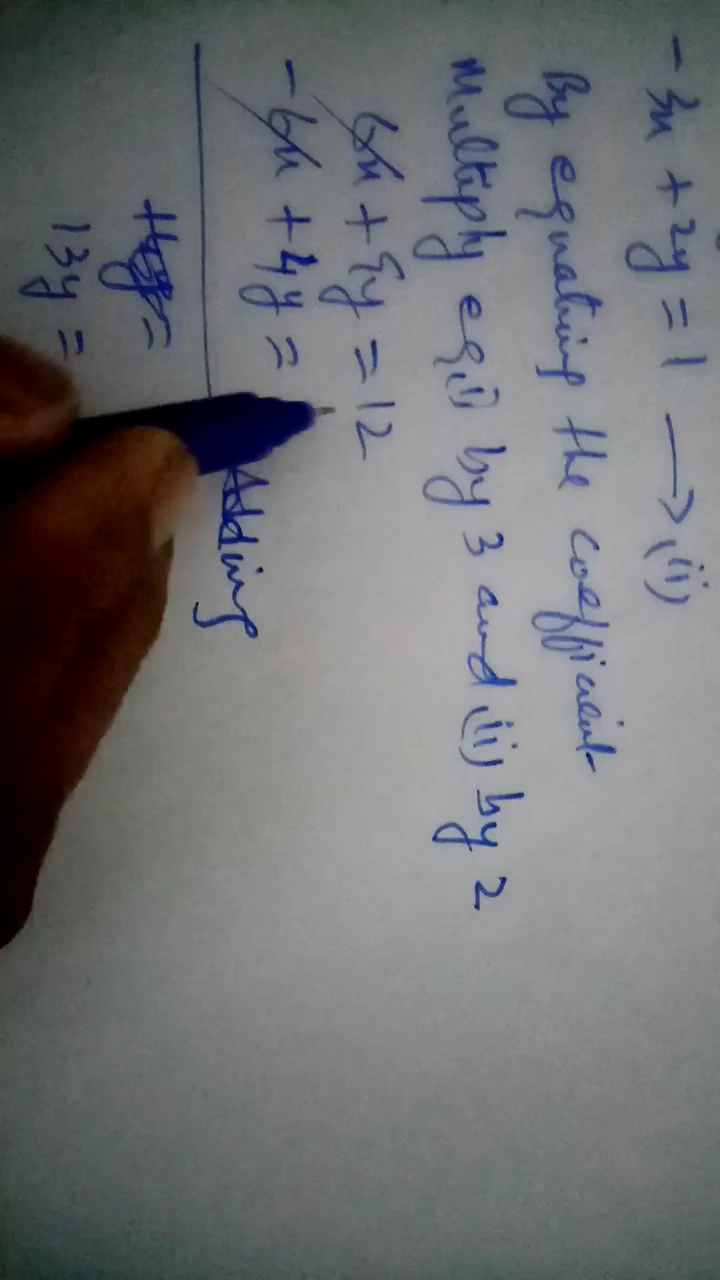 -3x + 2y = 1 → (ii)
By equating the coefficient
Multiply eq(i) by 3 and (ii) by 2
6x + 9y = 12
-6x + 4y =
Adding
13y =